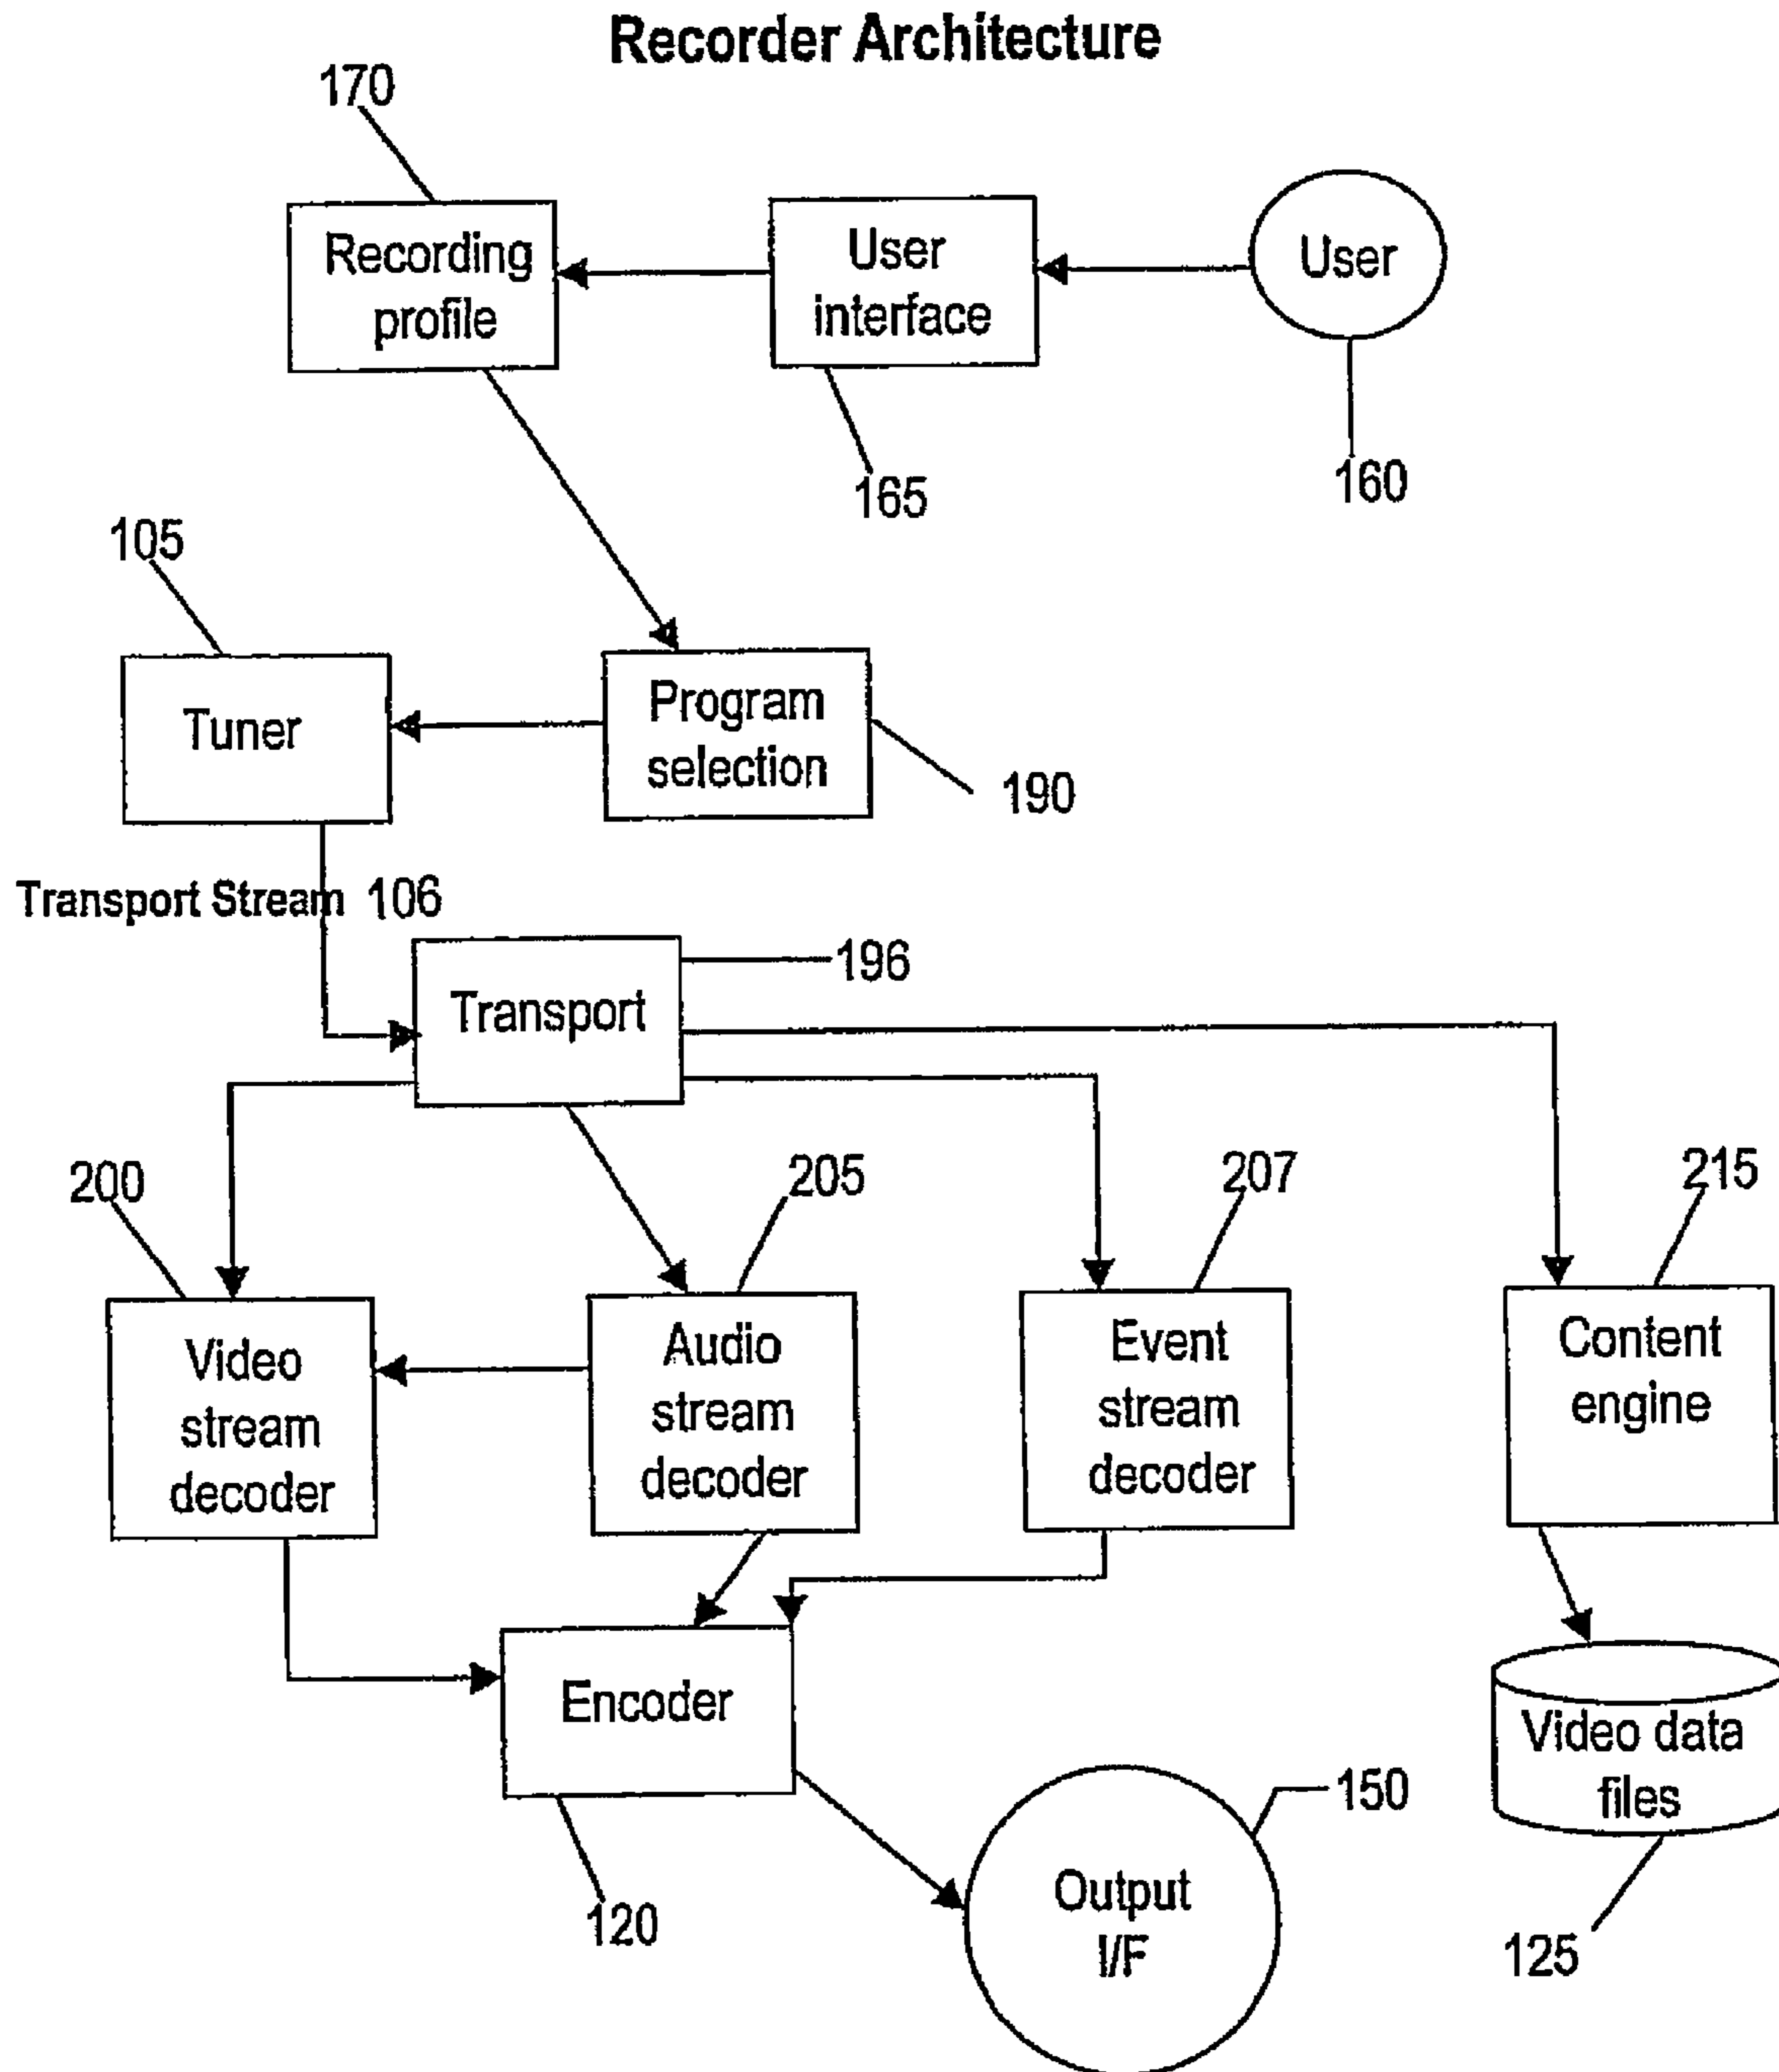 Recorder Architecture
170
Recording
profile
User
interface
User
165
160
105
Tuner
Program
selection
190
Transport Stream 106
196
Transport
200
205
207
215
Video
stream
decoder
Audio
stream
decoder
Event
stream
decoder
Content
engine
Encoder
120
Output
I/F
150
Video data
files
125